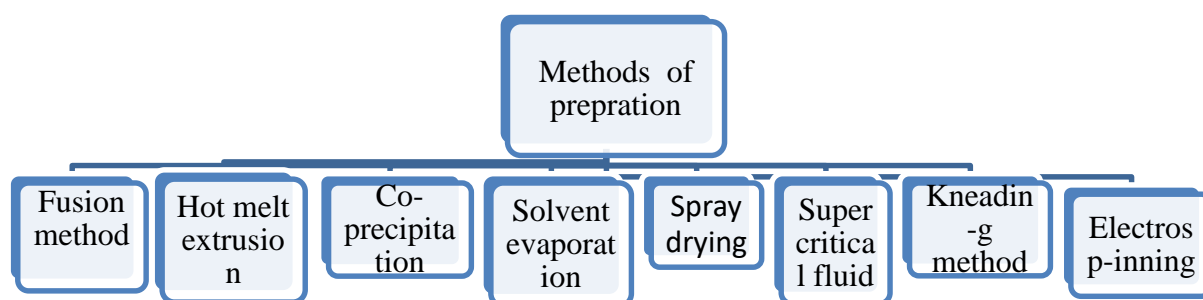 Methods of
prepration
Fusion
method
Hot melt
extrusio
n
Co-
precipita
tion
Solvent
evaporat
ion
Spray
drying
Super
critica
l fluid
Kneadin
-g
method
Electros
p-inning